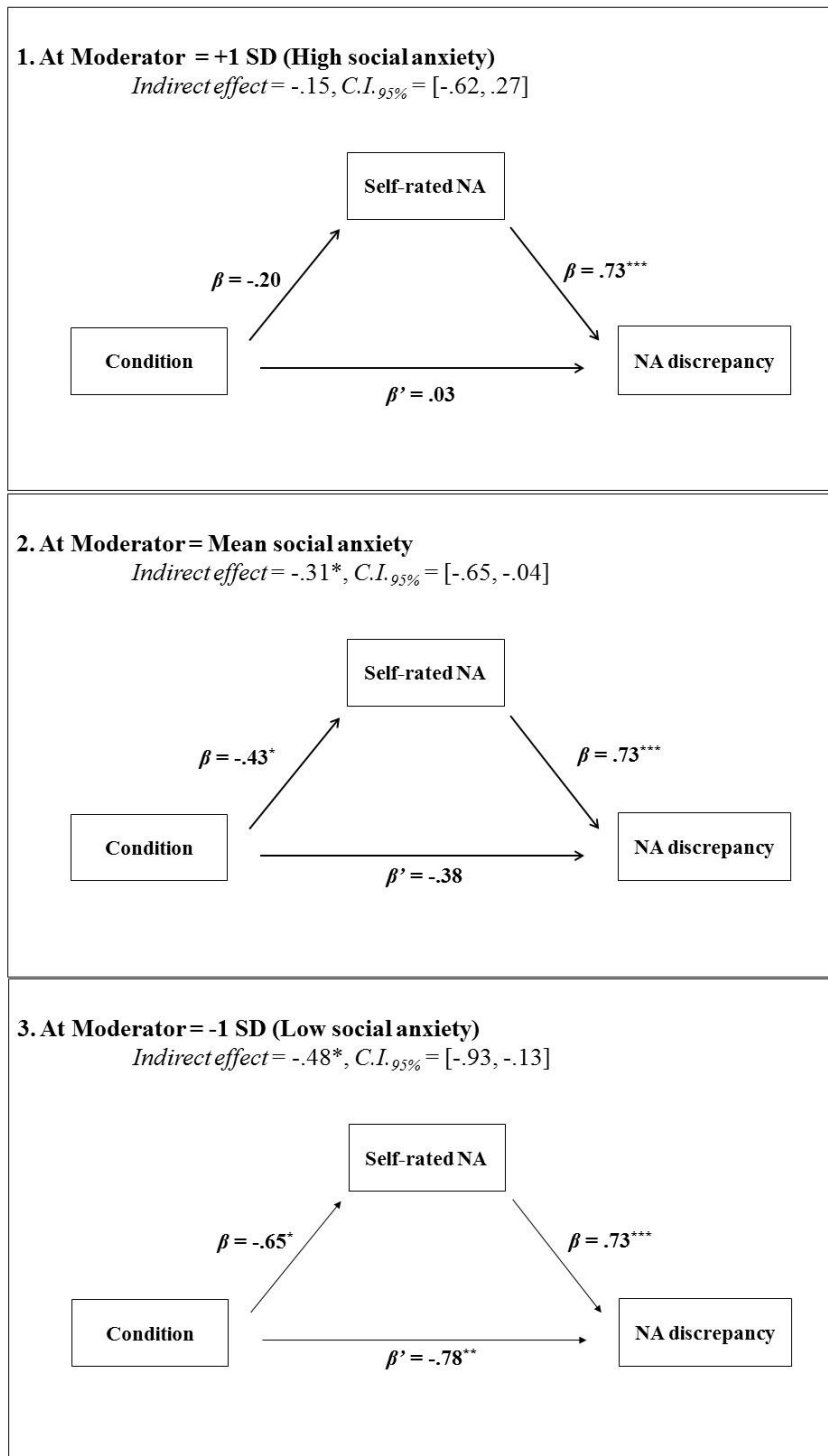 1. At Moderator = +1 SD (High social anxiety)
Indirect effect = -.15, C.I.95% = [-.62, .27]
Self-rated NA
β = -.20
β = .73***
Condition
NA discrepancy
β’ = .03
2. At Moderator = Mean social anxiety
Indirect effect = -.31*, C.I.95% = [-.65, -.04]
Self-rated NA
β = -.43*
β = .73***
Condition
NA discrepancy
β’ = -.38
3. At Moderator = -1 SD (Low social anxiety)
Indirect effect = -.48*, C.I.95% = [-.93, -.13]
Self-rated NA
β = -.65*
β = .73***
Condition
NA discrepancy
β’ = -.78**